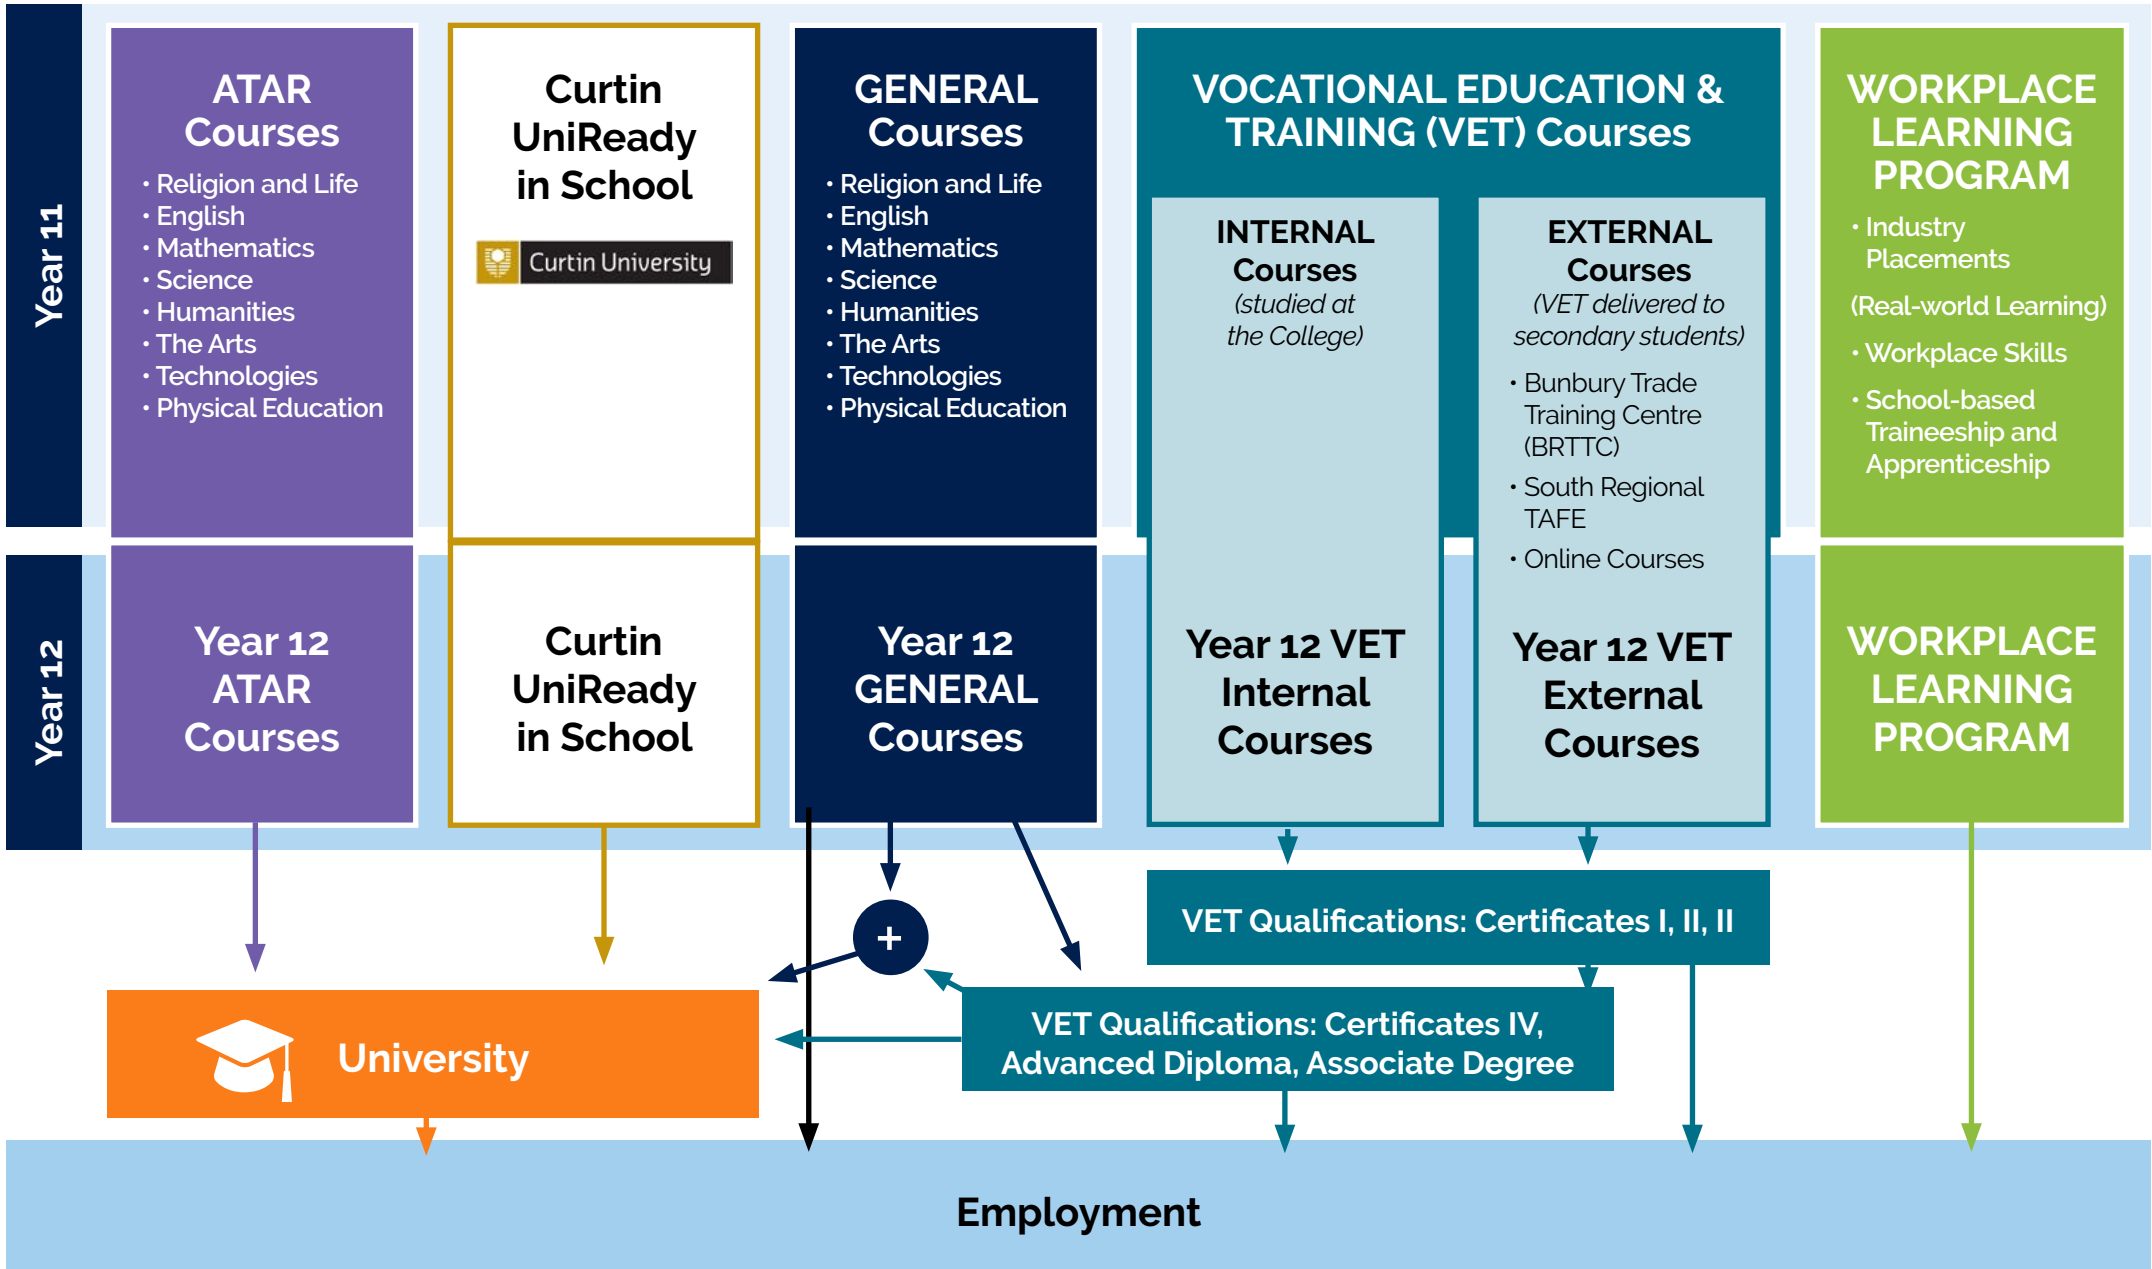 Year 11
ATAR
Courses
· Religion and Life
· English
· Mathematics
· Science
· Humanities
· The Arts
· Technologies
· Physical Education
Curtin
UniReady
in School
Curtin University
GENERAL
Courses
· Religion and Life
· English
· Mathematics
· Science
· Humanities
· The Arts
· Technologies
· Physical Education
VOCATIONAL EDUCATION &
TRAINING (VET) Courses
INTERNAL
Courses
(studied at
the College)
EXTERNAL
Courses
(VET delivered to
secondary students)
· Bunbury Trade
Training Centre
(BRTTC)
· South Regional
TAFE
· Online Courses
WORKPLACE
LEARNING
PROGRAM
· Industry
Placements
(Real-world Learning)
· Workplace Skills
· School-based
Traineeship and
Apprenticeship
Year 12
Year 12
ATAR
Courses
Curtin
UniReady
in School
Year 12
GENERAL
Courses
Year 12 VET
Internal
Courses
Year 12 VET
External
Courses
WORKPLACE
LEARNING
PROGRAM
+
VET Qualifications: Certificates I, II, II
University
VET Qualifications: Certificates IV,
Advanced Diploma, Associate Degree
Employment